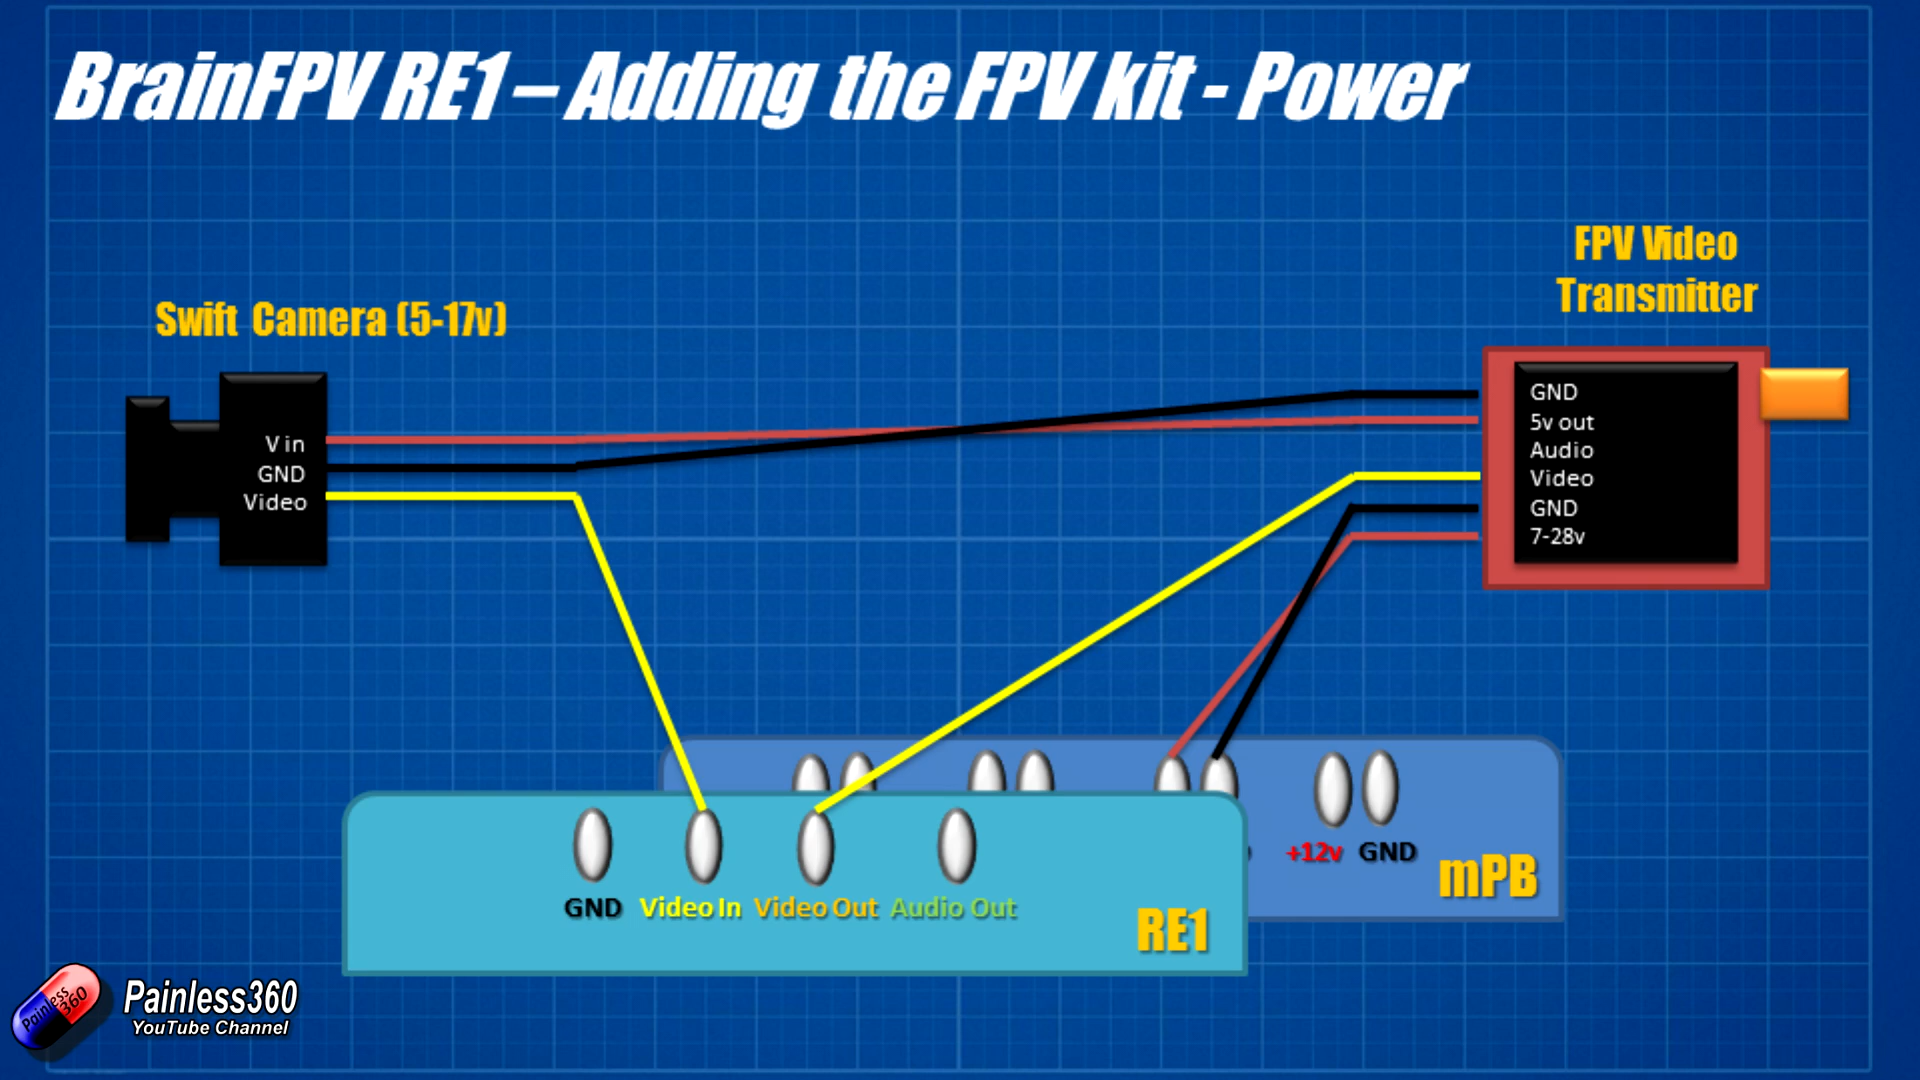 BrainFPV RE1 – Adding the FPV kit - Power
FPV Video
Transmitter
Swift Camera (5-17v)
V in
GND
Video
GND
5v out
Audio
Video
GND
7-28v
+12v GND
mPB
GND Video In Video Out Audio Out
RE1
Painless
360
Painless360
YouTube Channel